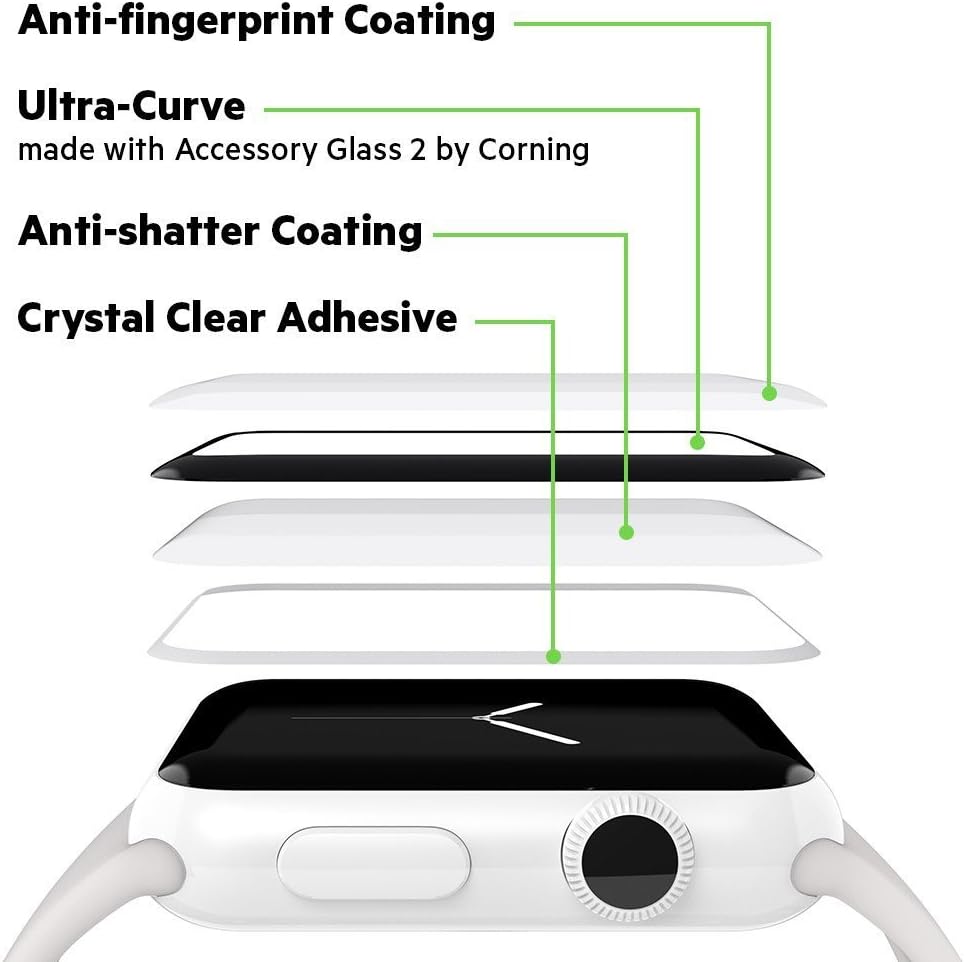 Anti-fingerprint Coating
Ultra-Curve
made with Accessory Glass 2 by Corning
Anti-shatter Coating
Crystal Clear Adhesive